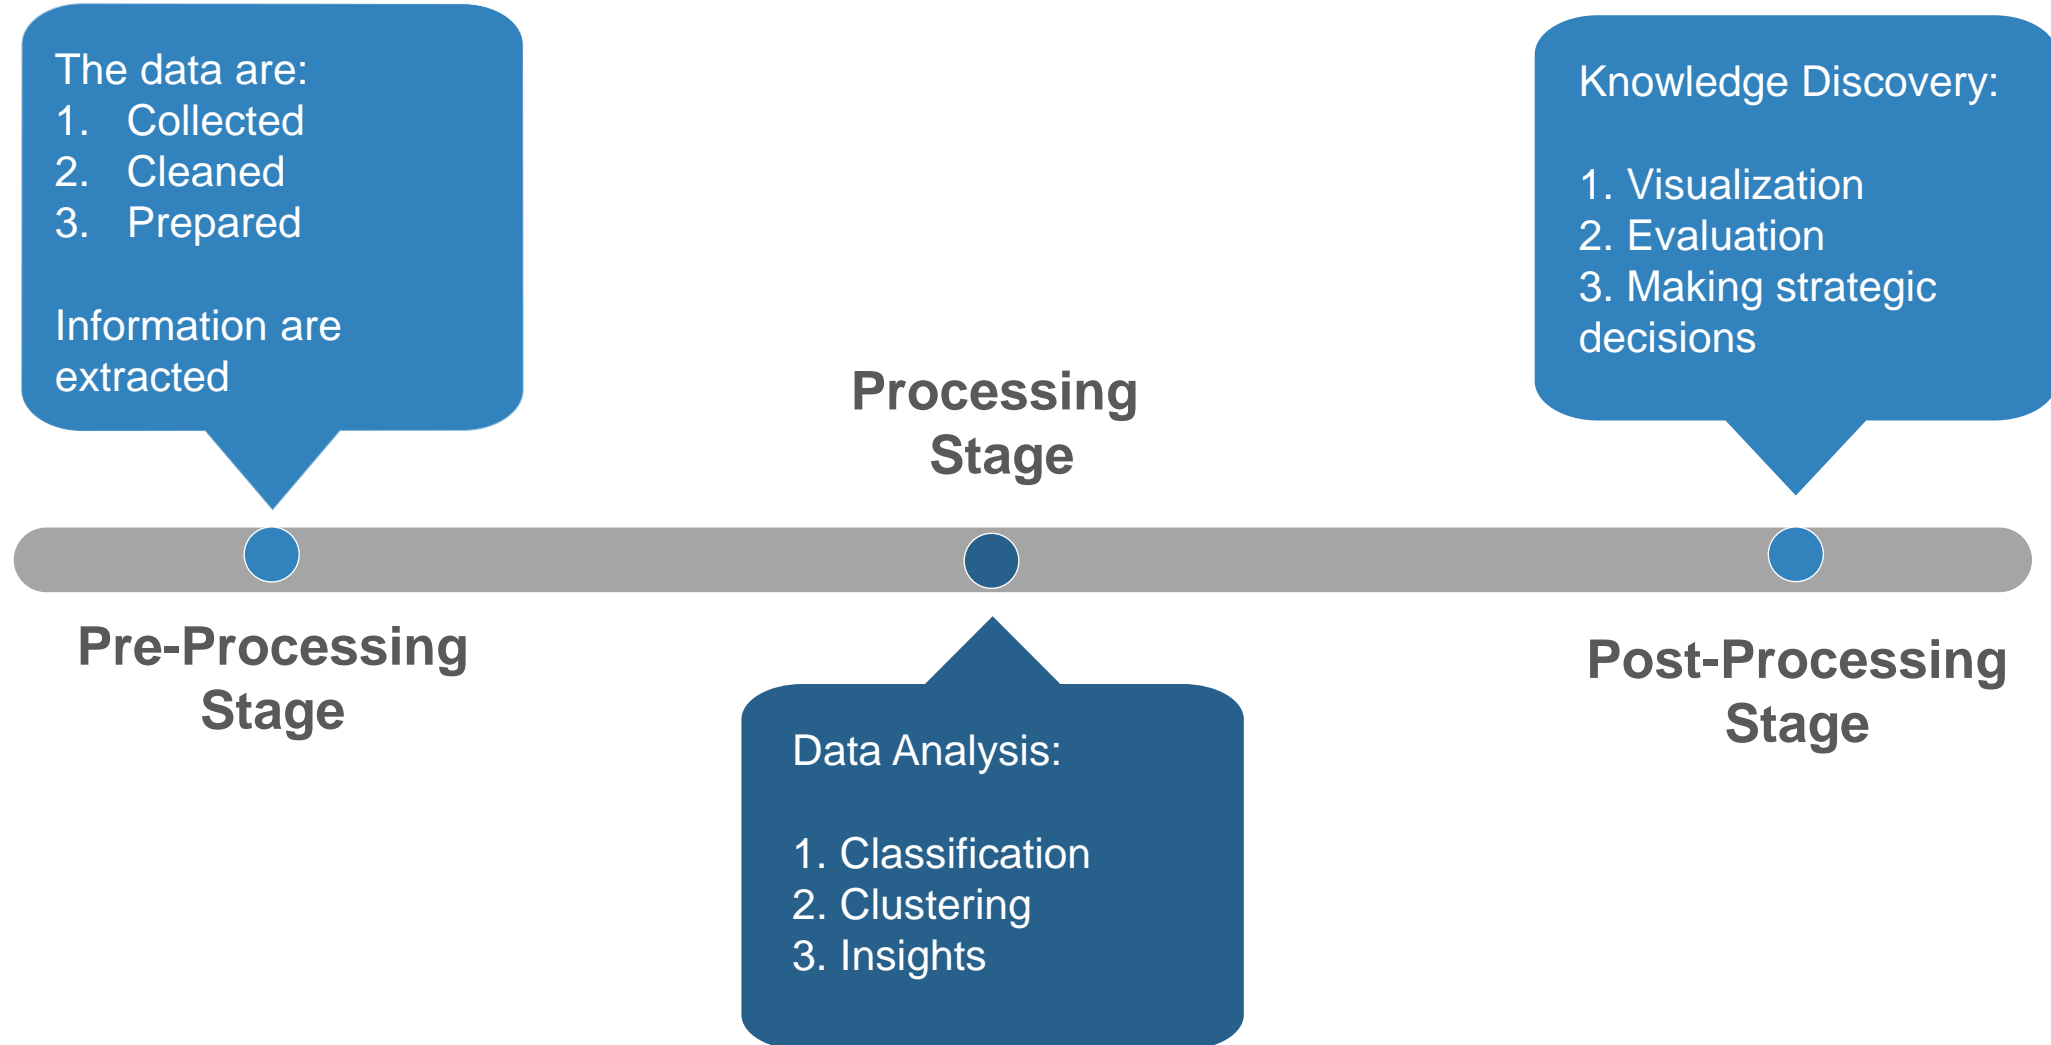 The data are:
1. Collected
2. Cleaned
3. Prepared
Information are
extracted
Pre-Processing
Stage
Processing
Stage
Data Analysis:
1. Classification
2. Clustering
3. Insights
Knowledge Discovery:
1. Visualization
2. Evaluation
3. Making strategic
decisions
Post-Processing
Stage